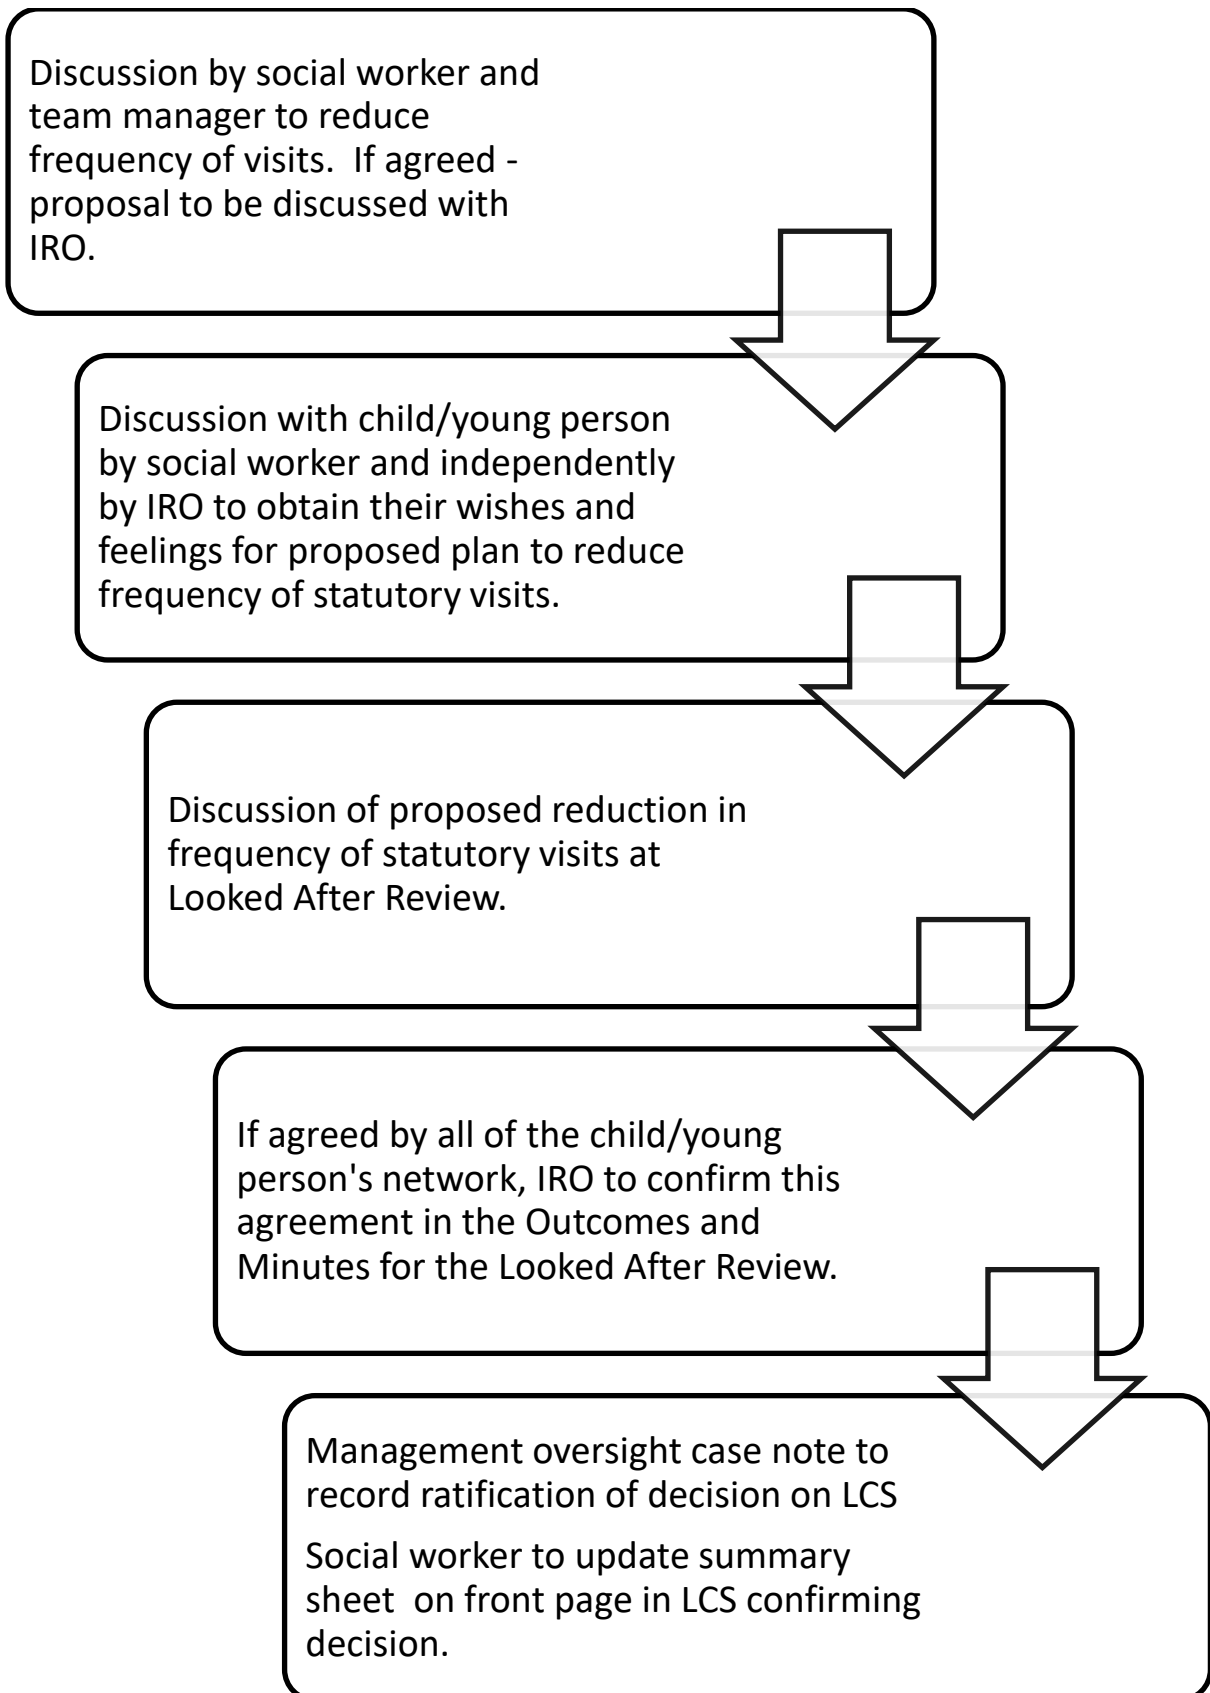 Discussion by social worker and
team manager to reduce
frequency of visits.  If agreed -
proposal to be discussed with
IRO.
Discussion with child/young person
by social worker and independently
by IRO to obtain their wishes and
feelings for proposed plan to reduce
frequency of statutory visits.
Discussion of proposed reduction in
frequency of statutory visits at
Looked After Review.
If agreed by all of the child/young
person's network, IRO to confirm this
agreement in the Outcomes and
Minutes for the Looked After Review.
Management oversight case note to
record ratification of decision on LCS
Social worker to update summary
sheet  on front page in LCS confirming
decision.